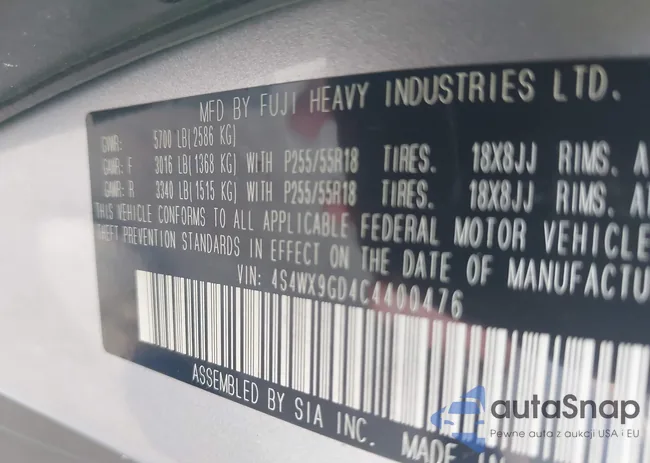 MFD BY FUJI HEAVY INDUSTRIES LTD.
GVWR: 5700 LB(2586 KG)
GAWR: F 3016 LB(1368 KG) WITH P255/55R18 TIRES. 18X8JJ RIMS. A
GAWR: R 3340 LB(1515 KG) WITH P255/55R18 TIRES. 18X8JJ RIMS. AT
THIS VEHICLE CONFORMS TO ALL APPLICABLE FEDERAL MOTOR VEHICLE
THEFT PREVENTION STANDARDS IN EFFECT ON THE DATE OF MANUFACTU
VIN: 4S4WX9GD4C4400476
ASSEMBLED BY SIA INC. MADE IN
autaSnap
Pewne auta z aukcji USA i EU